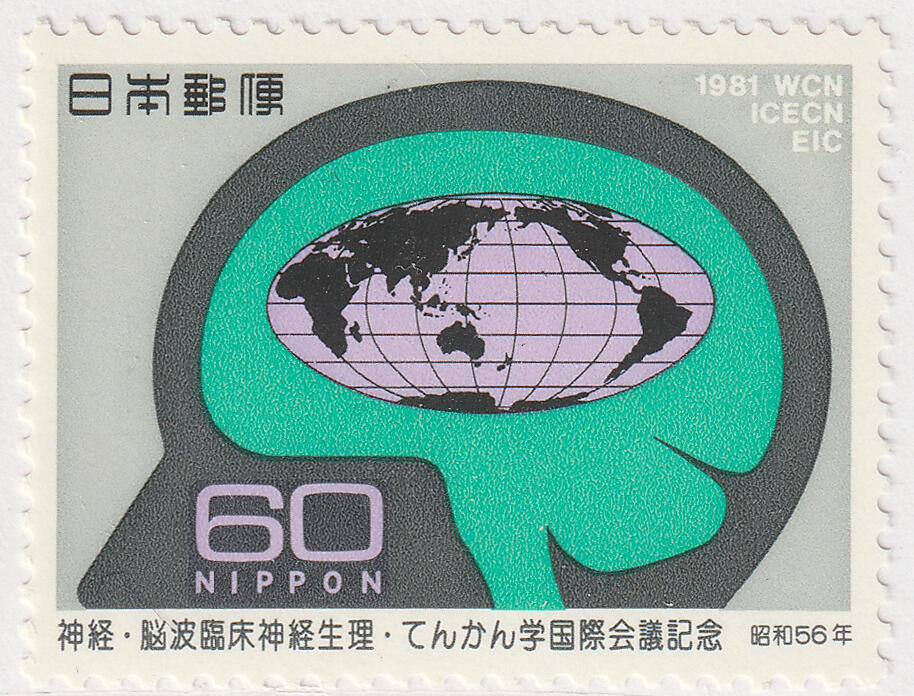 日本郵便
1981 WCN
ICECN
EIC
60
NIPPON
神経・脳波臨床神経生理・てんかん学国際会議記念 昭和56年